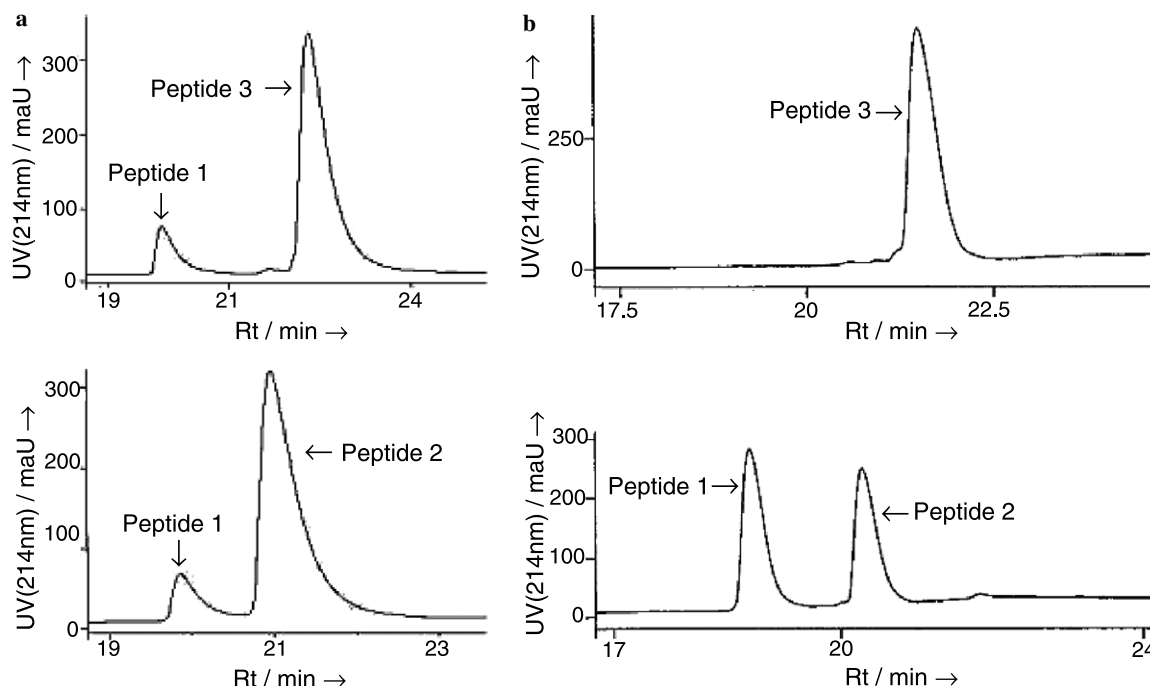 a
UV(214nm) / maU →
300
200
100
0
Peptide 3 →
Peptide 1
↓
19 21 24
Rt / min →
b
UV(214nm) / maU →
250
0
Peptide 3 →
17.5 20 22.5
Rt / min →
UV(214nm) / maU →
300
200
100
0
← Peptide 2
Peptide 1
↓
19 21 23
Rt / min →
UV(214nm) / maU →
300
200
100
0
Peptide 1 →
← Peptide 2
17 20 24
Rt / min →